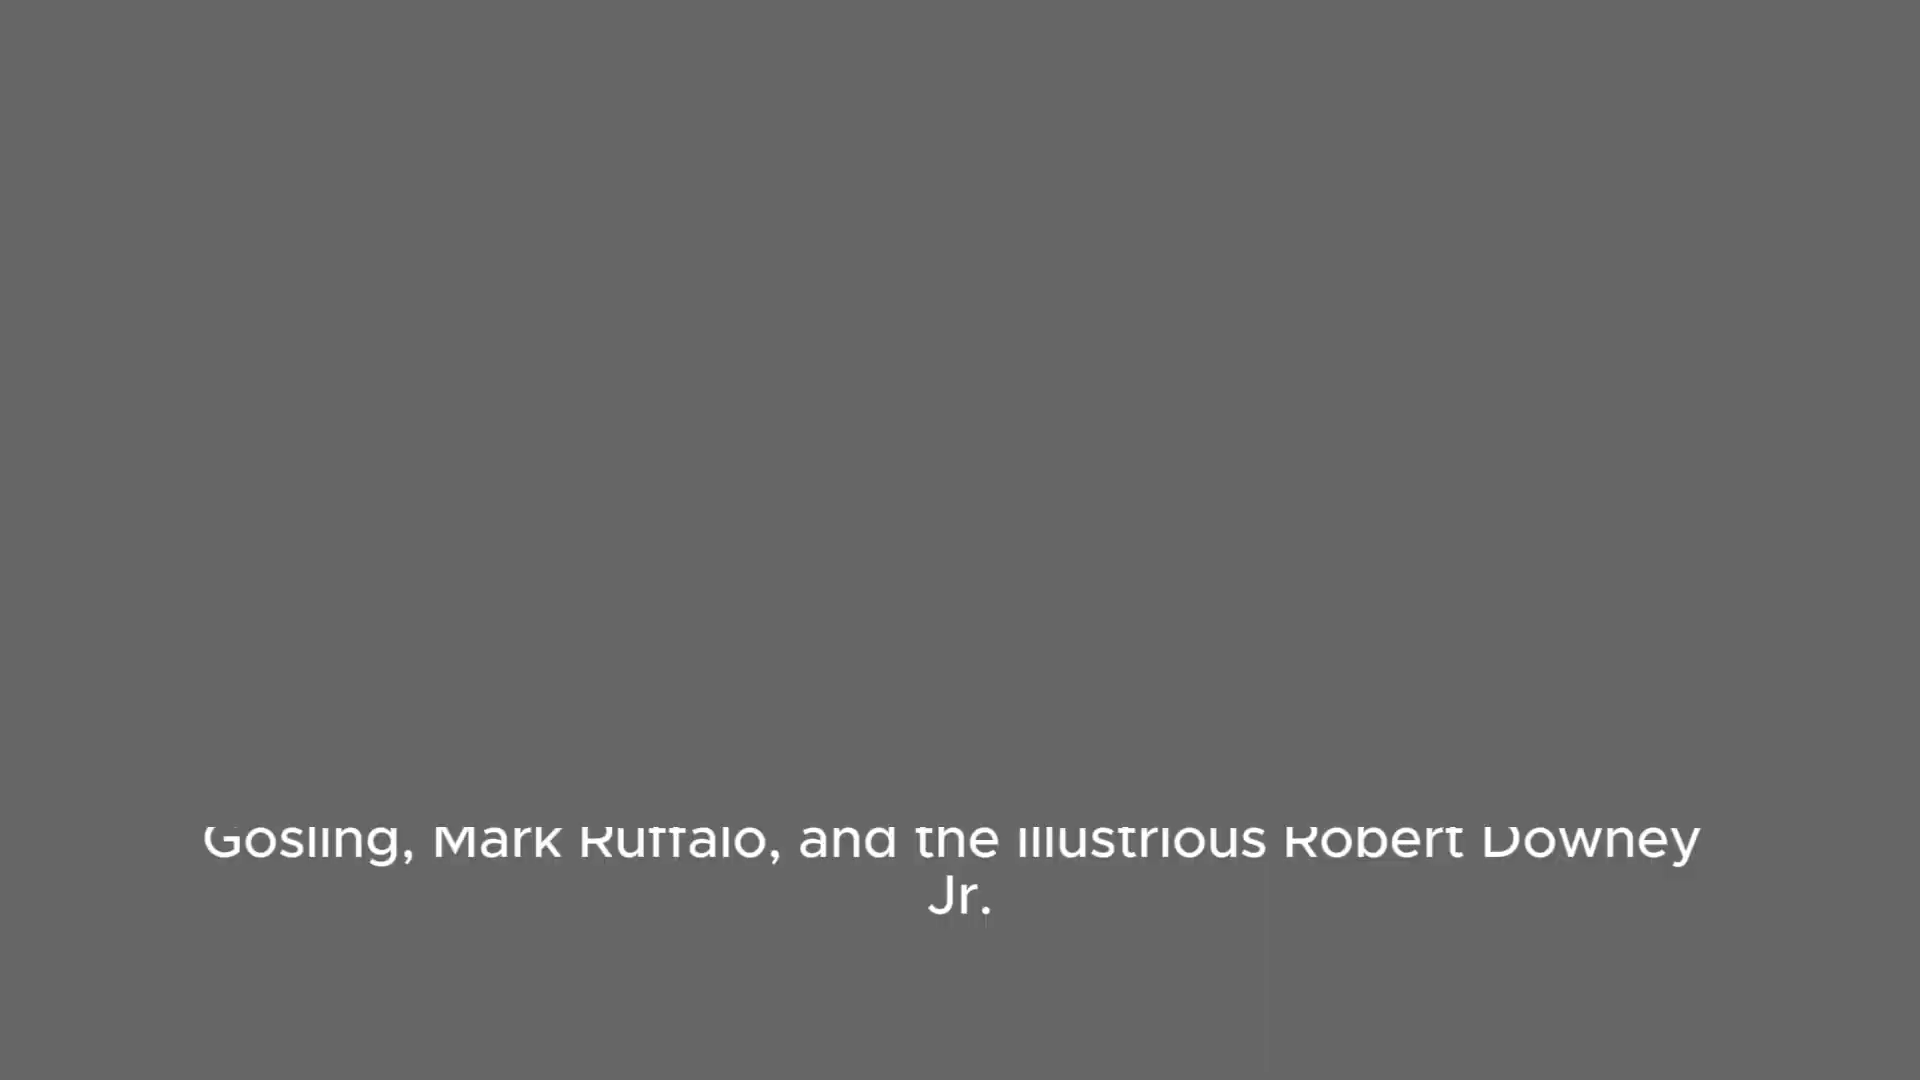 Gosling, Mark Ruffalo, and the illustrious Robert Downey
Jr.